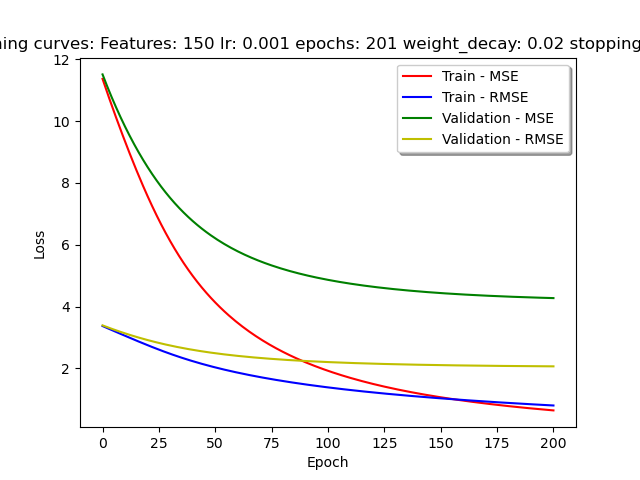 curves: Features: 150 lr: 0.001 epochs: 201 weight_decay: 0.02 stopping
Train - MSE
Train - RMSE
Validation - MSE
Validation - RMSE
Loss
12
10
8
6
4
2
0 25 50 75 100 125 150 175 200
Epoch